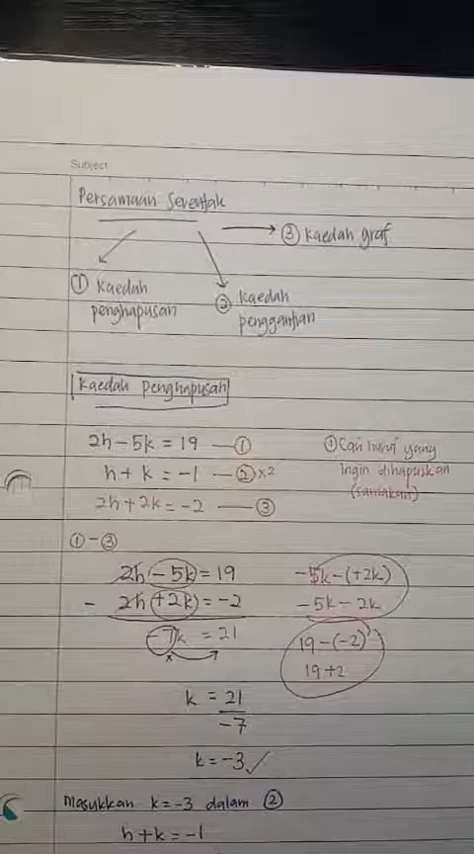 Subject
Persamaan Serentak
③ Kaedah graf
① Kaedah
penghapusan
② Kaedah
penggantian
Kaedah Penghapusan
2h - 5k = 19 — ①
h + k = -1 — ② ×2
2h + 2k = -2 — ③
① Cari huruf yang
ingin dihapuskan
(samakan)
① - ③
2h - 5k = 19
- 2h + 2k = -2
-7k = 21
-5k - (+2k)
-5k - 2k
19 - (-2)
19 + 2
k = 21
-7
k = -3 ✓
Masukkan k = -3 dalam ②
h + k = -1